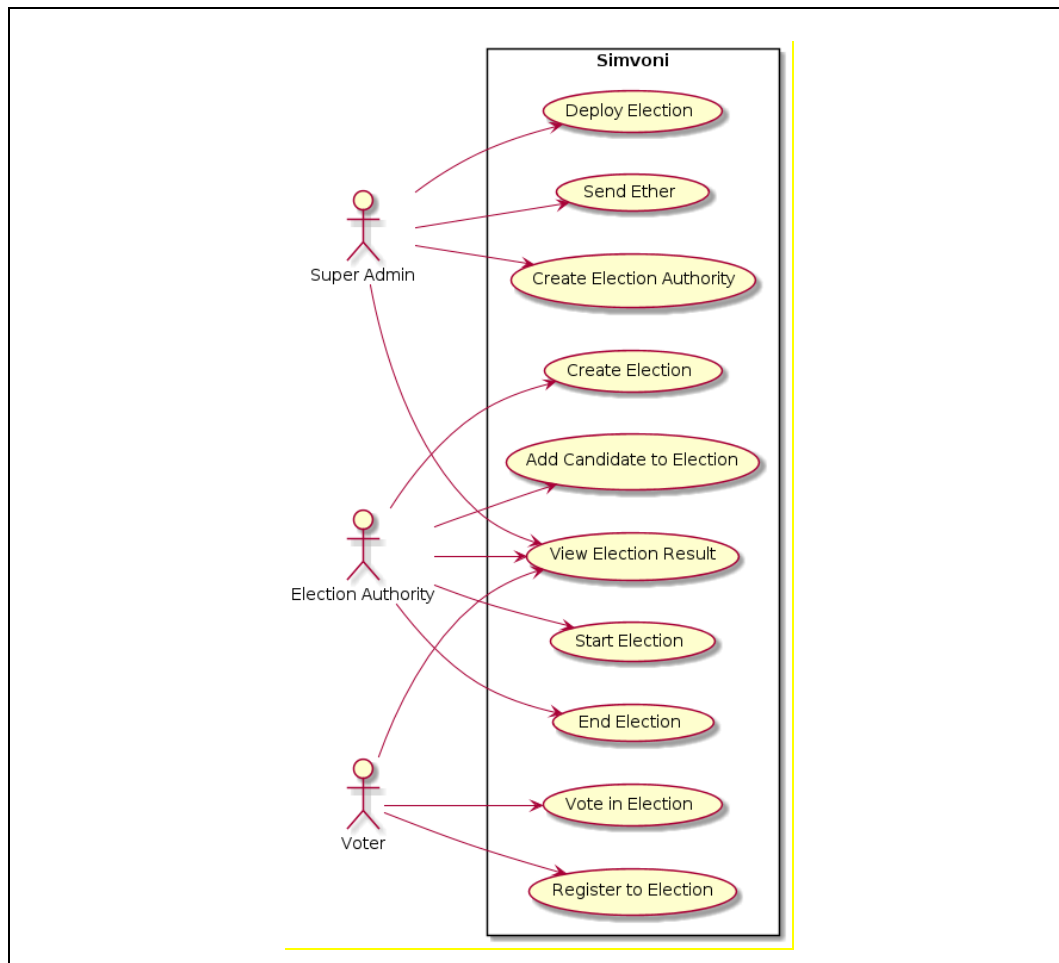 Simvoni
Deploy Election
Send Ether
Super Admin
Create Election Authority
Create Election
Add Candidate to Election
View Election Result
Election Authority
Start Election
End Election
Vote in Election
Voter
Register to Election